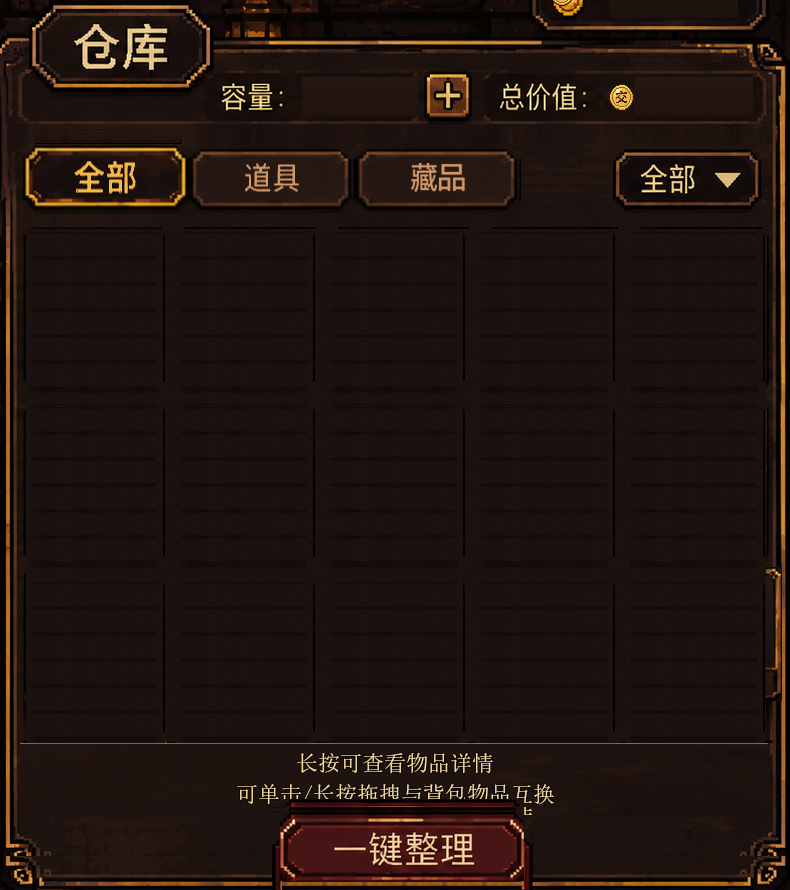 仓库
容量：
总价值：
交
全部
道具
藏品
全部
长按可查看物品详情
可单击/长按拖拽与背包物品互换
一键整理